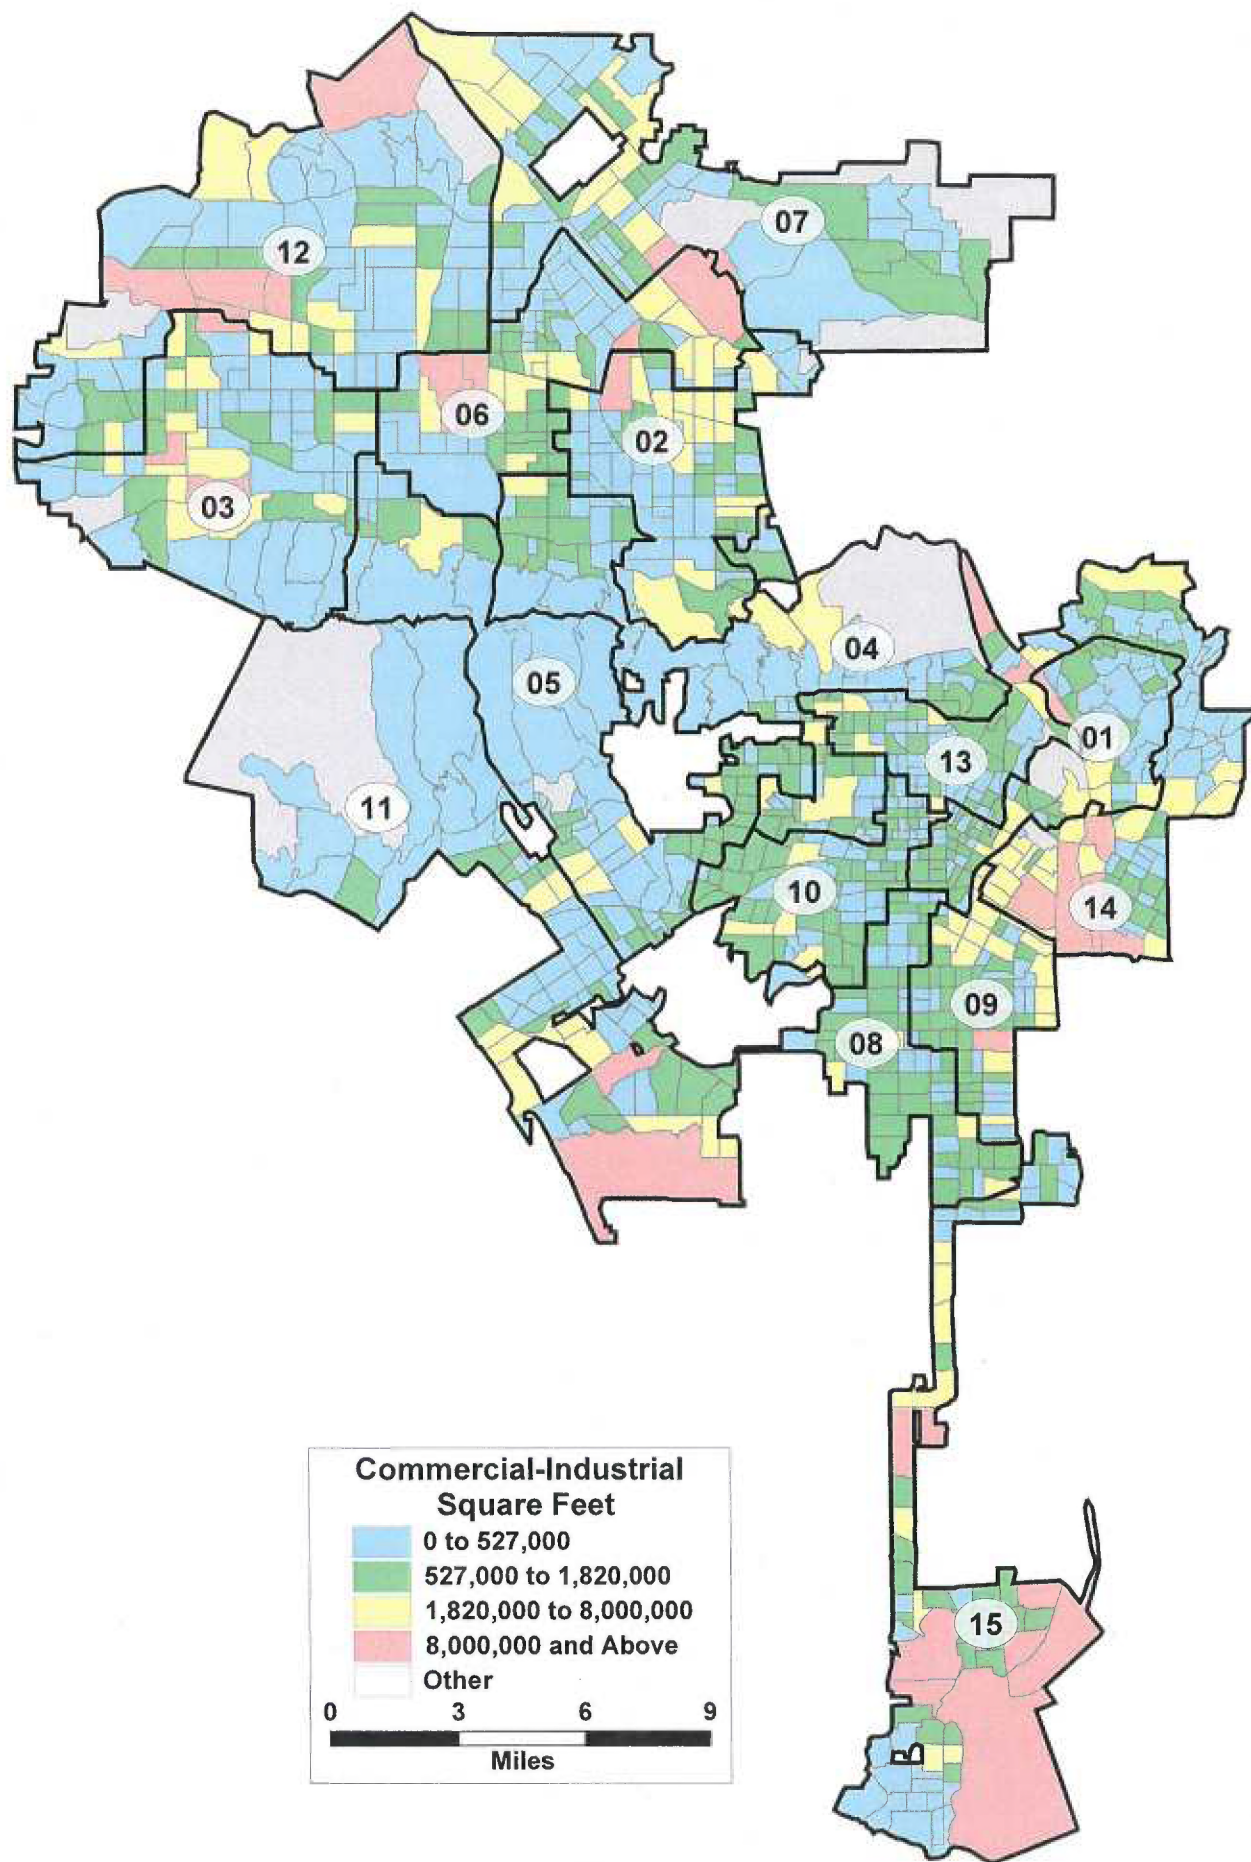 07
12
06
02
03
04
05
01
13
11
10
14
09
08
Commercial-Industrial
Square Feet
0 to 527,000
527,000 to 1,820,000
1,820,000 to 8,000,000
8,000,000 and Above
Other
0 3 6 9
Miles
15